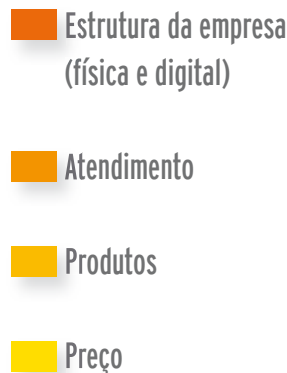 Estrutura da empresa
(física e digital)
Atendimento
Produtos
Preço